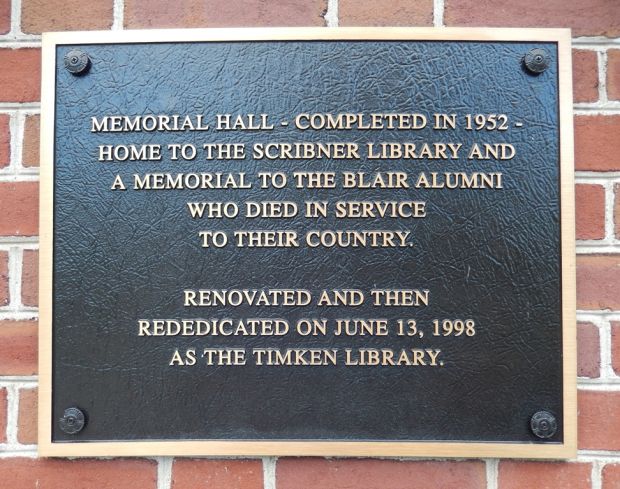 MEMORIAL HALL - COMPLETED IN 1952 -
HOME TO THE SCRIBNER LIBRARY AND
A MEMORIAL TO THE BLAIR ALUMNI
WHO DIED IN SERVICE
TO THEIR COUNTRY.
RENOVATED AND THEN
REDEDICATED ON JUNE 13, 1998
AS THE TIMKEN LIBRARY.